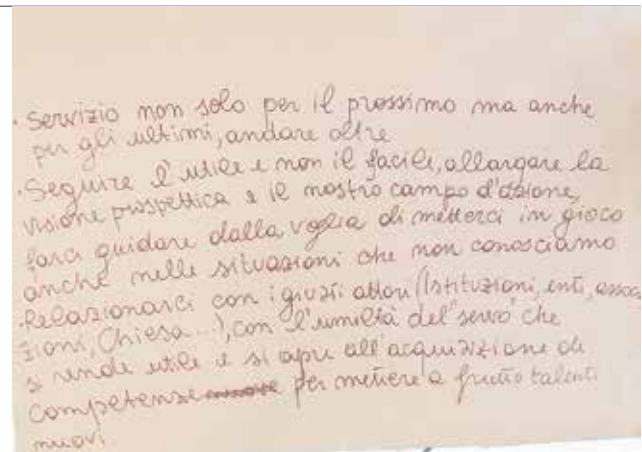 · Servizio non solo per il prossimo ma anche
per gli ultimi, andare oltre
· Seguire l'utile e non il facile, allargare la
visione prospettica e il nostro campo d'azione,
farci guidare dalla voglia di metterci in gioco
anche nelle situazioni che non conosciamo
· Relazionarci con i giusti attori (Istituzioni, enti, associa
zioni, Chiesa...), con l'umiltà del "servo" che
si rende utile e si apre all'acquisizione di
competenze per mettere a frutto talenti
nuovi